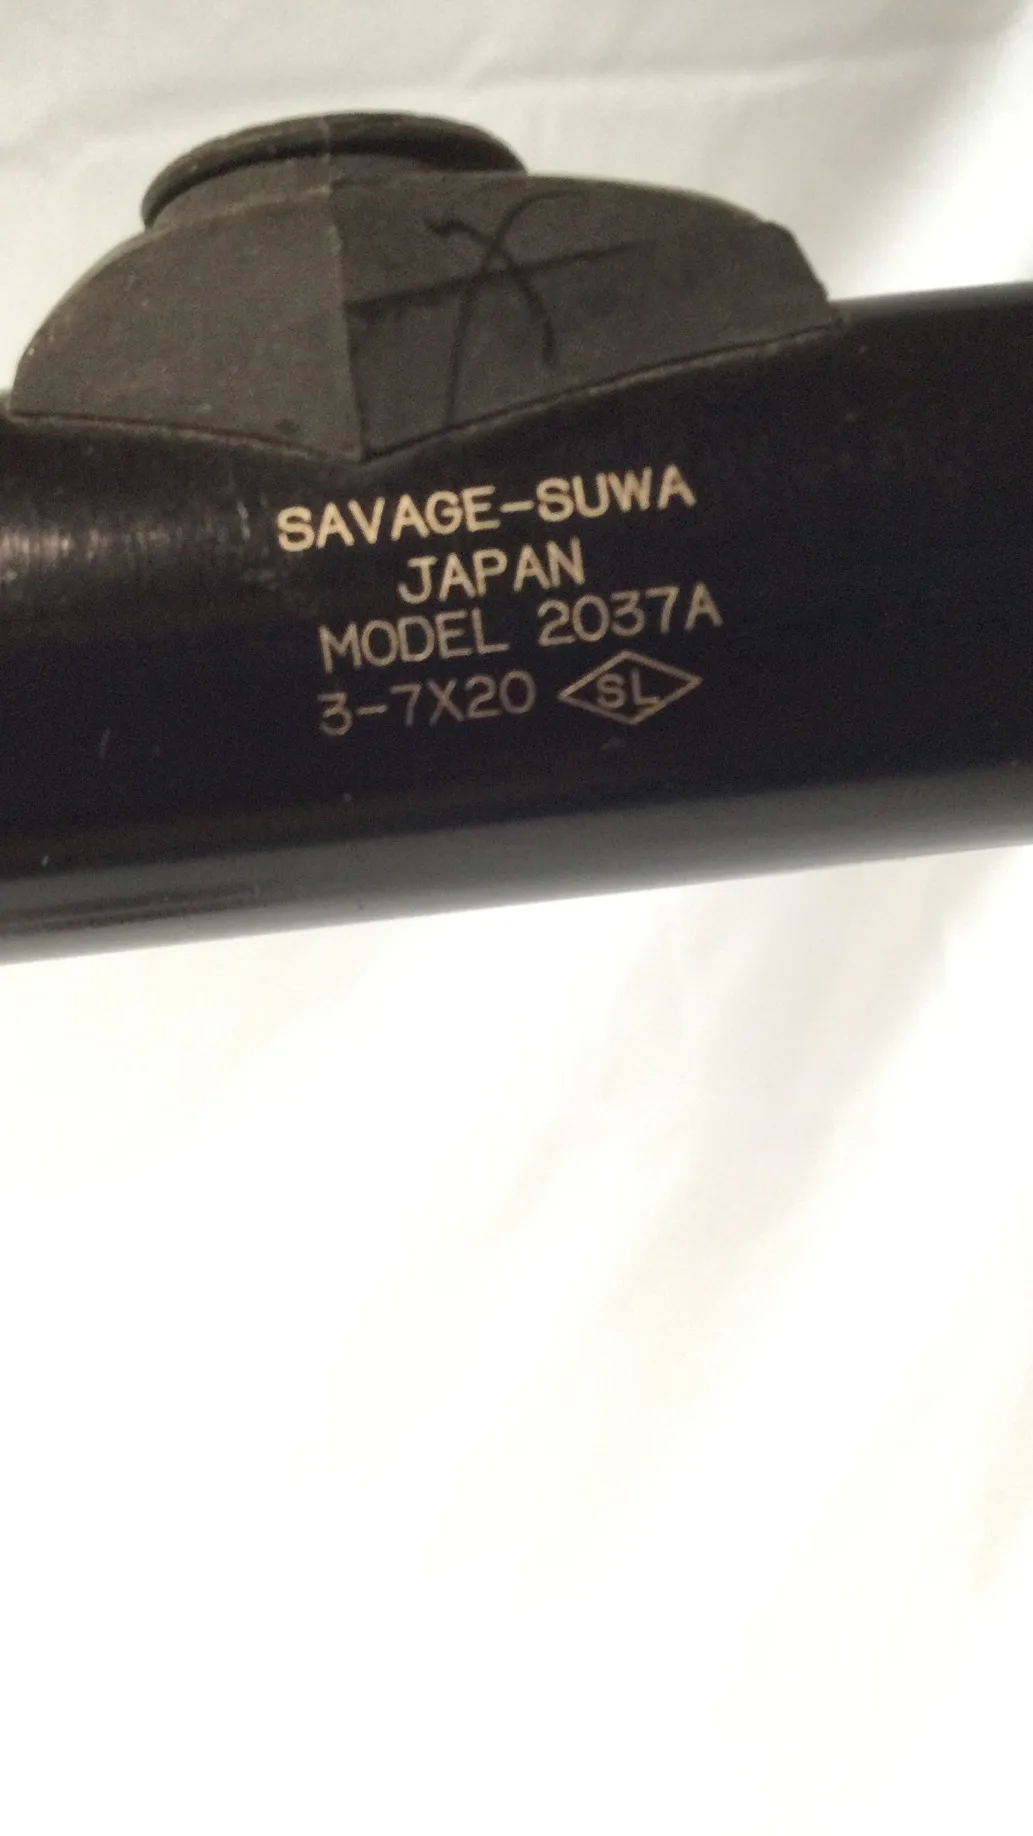 SAVAGE-SUWA
JAPAN
MODEL 2037A
3-7X20 SL